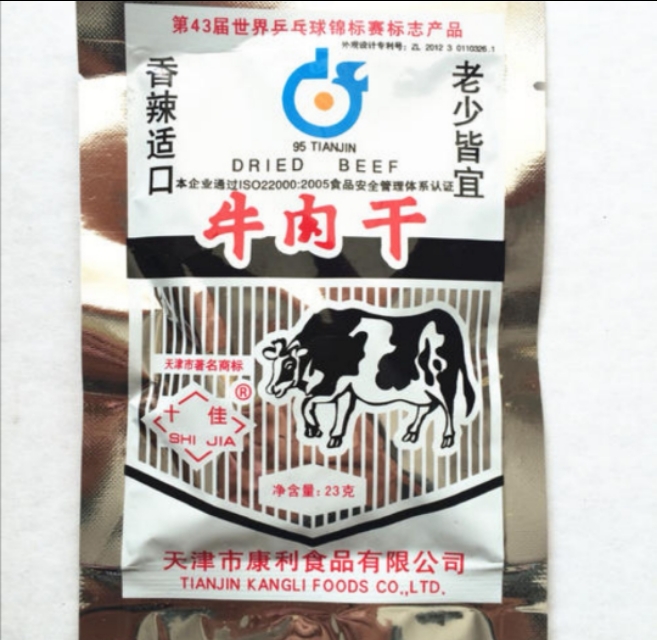 第43届世界乒乓球锦标赛标志产品
外观设计专利号: ZL 2012 3 0110326.1
香辣适口
老少皆宜
95 TIANJIN
DRIED BEEF
本企业通过ISO22000:2005食品安全管理体系认证
牛肉干
天津市著名商标
®
十佳
SHI JIA
净含量: 23克
天津市康利食品有限公司
TIANJIN KANGLI FOODS CO.,LTD.